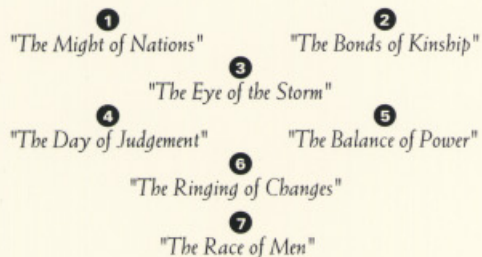 1 2
"The Might of Nations" "The Bonds of Kinship"
3
"The Eye of the Storm"
4 5
"The Day of Judgement" "The Balance of Power"
6
"The Ringing of Changes"
7
"The Race of Men"